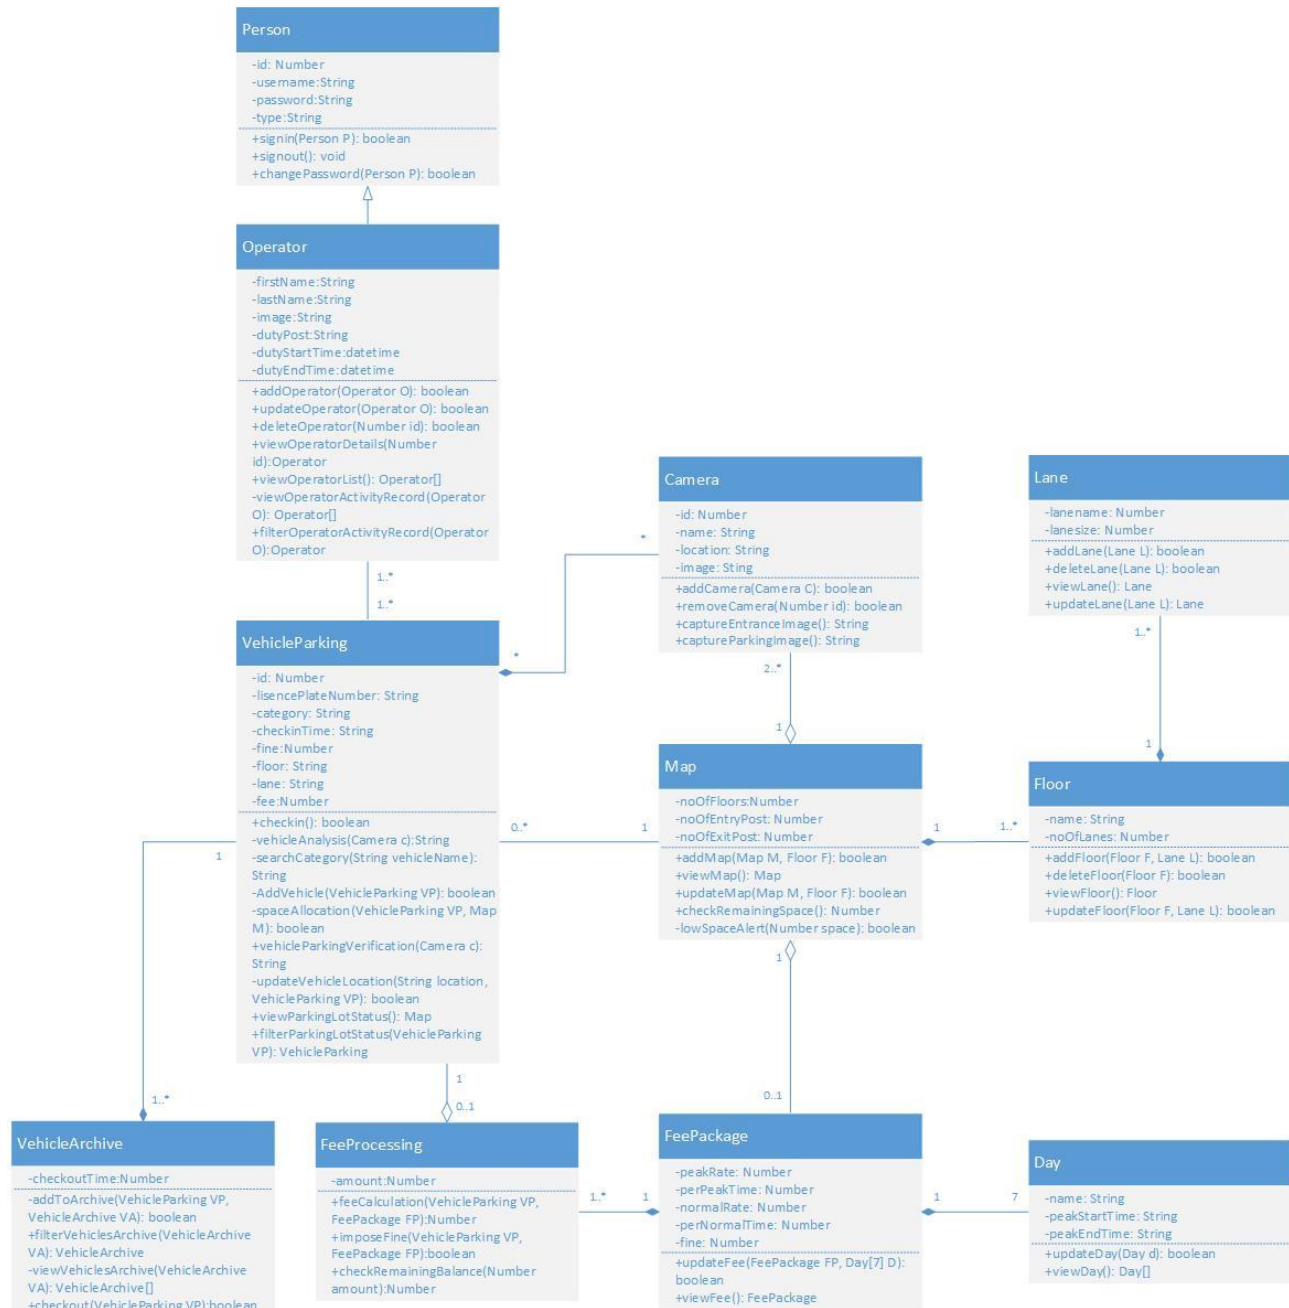 Person
-id: Number
-username:String
-password:String
-type:String
+signin(Person P): boolean
+signout(): void
+changePassword(Person P): boolean
Operator
-firstName:String
-lastName:String
-image:String
-dutyPost:String
-dutyStartTime:datetime
-dutyEndTime:datetime
+addOperator(Operator O): boolean
+updateOperator(Operator O): boolean
+deleteOperator(Number id): boolean
+viewOperatorDetails(Number
id):Operator
+viewOperatorList(): Operator[]
-viewOperatorActivityRecord(Operator
O): Operator[]
+filterOperatorActivityRecord(Operator
O):Operator
1..*
1..*
Camera
-id: Number
-name: String
-location: String
-image: Sting
+addCamera(Camera C): boolean
+removeCamera(Number id): boolean
+captureEntranceImage(): String
+captureParkingImage(): String
*
*
2..*
1
Lane
-lanename: Number
-lanesize: Number
+addLane(Lane L): boolean
+deleteLane(Lane L): boolean
+viewLane(): Lane
+updateLane(Lane L): Lane
1..*
1
VehicleParking
-id: Number
-lisencePlateNumber: String
-category: String
-checkinTime: String
-fine:Number
-floor: String
-lane: String
-fee:Number
+checkin(): boolean
-vehicleAnalysis(Camera c):String
-searchCategory(String vehicleName):
String
-AddVehicle(VehicleParking VP): boolean
-spaceAllocation(VehicleParking VP, Map
M): boolean
+vehicleParkingVerification(Camera c):
String
-updateVehicleLocation(String location,
VehicleParking VP): boolean
+viewParkingLotStatus(): Map
+filterParkingLotStatus(VehicleParking
VP): VehicleParking
0..*
1
Map
-noOfFloors:Number
-noOfEntryPost: Number
-noOfExitPost: Number
+addMap(Map M, Floor F): boolean
+viewMap(): Map
+updateMap(Map M, Floor F): boolean
+checkRemainingSpace(): Number
-lowSpaceAlert(Number space): boolean
1
1..*
Floor
-name: String
-noOfLanes: Number
+addFloor(Floor F, Lane L): boolean
+deleteFloor(Floor F): boolean
+viewFloor(): Floor
+updateFloor(Floor F, Lane L): boolean
1
1..*
1
0..1
1
0..1
VehicleArchive
-checkoutTime:Number
-addToArchive(VehicleParking VP,
VehicleArchive VA): boolean
+filterVehiclesArchive(VehicleArchive
VA): VehicleArchive
-viewVehiclesArchive(VehicleArchive
VA): VehicleArchive[]
+checkout(VehicleParking VP):boolean
FeeProcessing
-amount:Number
+feeCalculation(VehicleParking VP,
FeePackage FP):Number
+imposeFine(VehicleParking VP,
FeePackage FP):boolean
+checkRemainingBalance(Number
amount):Number
1..*
1
FeePackage
-peakRate: Number
-perPeakTime: Number
-normalRate: Number
-perNormalTime: Number
-fine: Number
+updateFee(FeePackage FP, Day[7] D):
boolean
+viewFee(): FeePackage
1
7
Day
-name: String
-peakStartTime: String
-peakEndTime: String
+updateDay(Day d): boolean
+viewDay(): Day[]